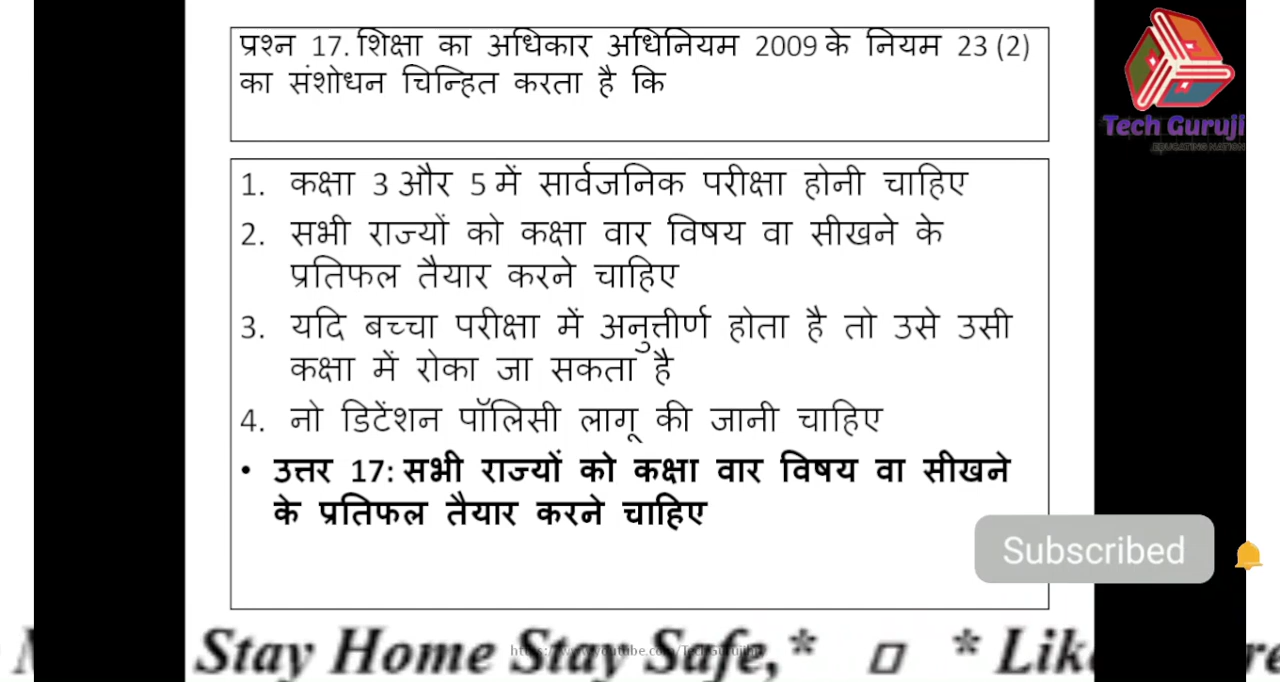 प्रश्न 17. शिक्षा का अधिकार अधिनियम 2009 के नियम 23 (2)
का संशोधन चिन्हित करता है कि
Tech Guruji
EDUCATING NATION
1. कक्षा 3 और 5 में सार्वजनिक परीक्षा होनी चाहिए
2. सभी राज्यों को कक्षा वार विषय वा सीखने के
प्रतिफल तैयार करने चाहिए
3. यदि बच्चा परीक्षा में अनुत्तीर्ण होता है तो उसे उसी
कक्षा में रोका जा सकता है
4. नो डिटेंशन पॉलिसी लागू की जानी चाहिए
• उत्तर 17: सभी राज्यों को कक्षा वार विषय वा सीखने
के प्रतिफल तैयार करने चाहिए
Subscribed
Stay Home Stay Safe,* * Lik